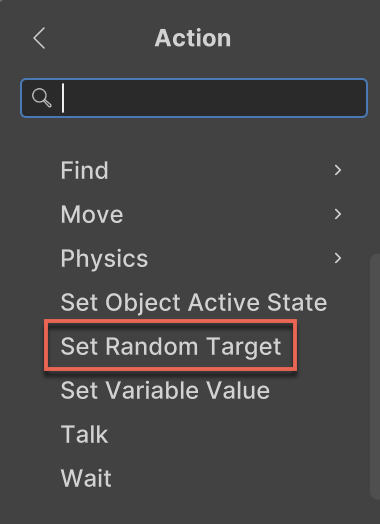 Action
Find
Move
Physics
Set Object Active State
Set Random Target
Set Variable Value
Talk
Wait